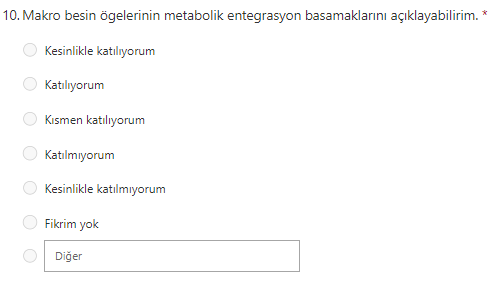 10. Makro besin ögelerinin metabolik entegrasyon basamaklarını açıklayabilirim. *
Kesinlikle katılıyorum
Katılıyorum
Kısmen katılıyorum
Katılmıyorum
Kesinlikle katılmıyorum
Fikrim yok
Diğer